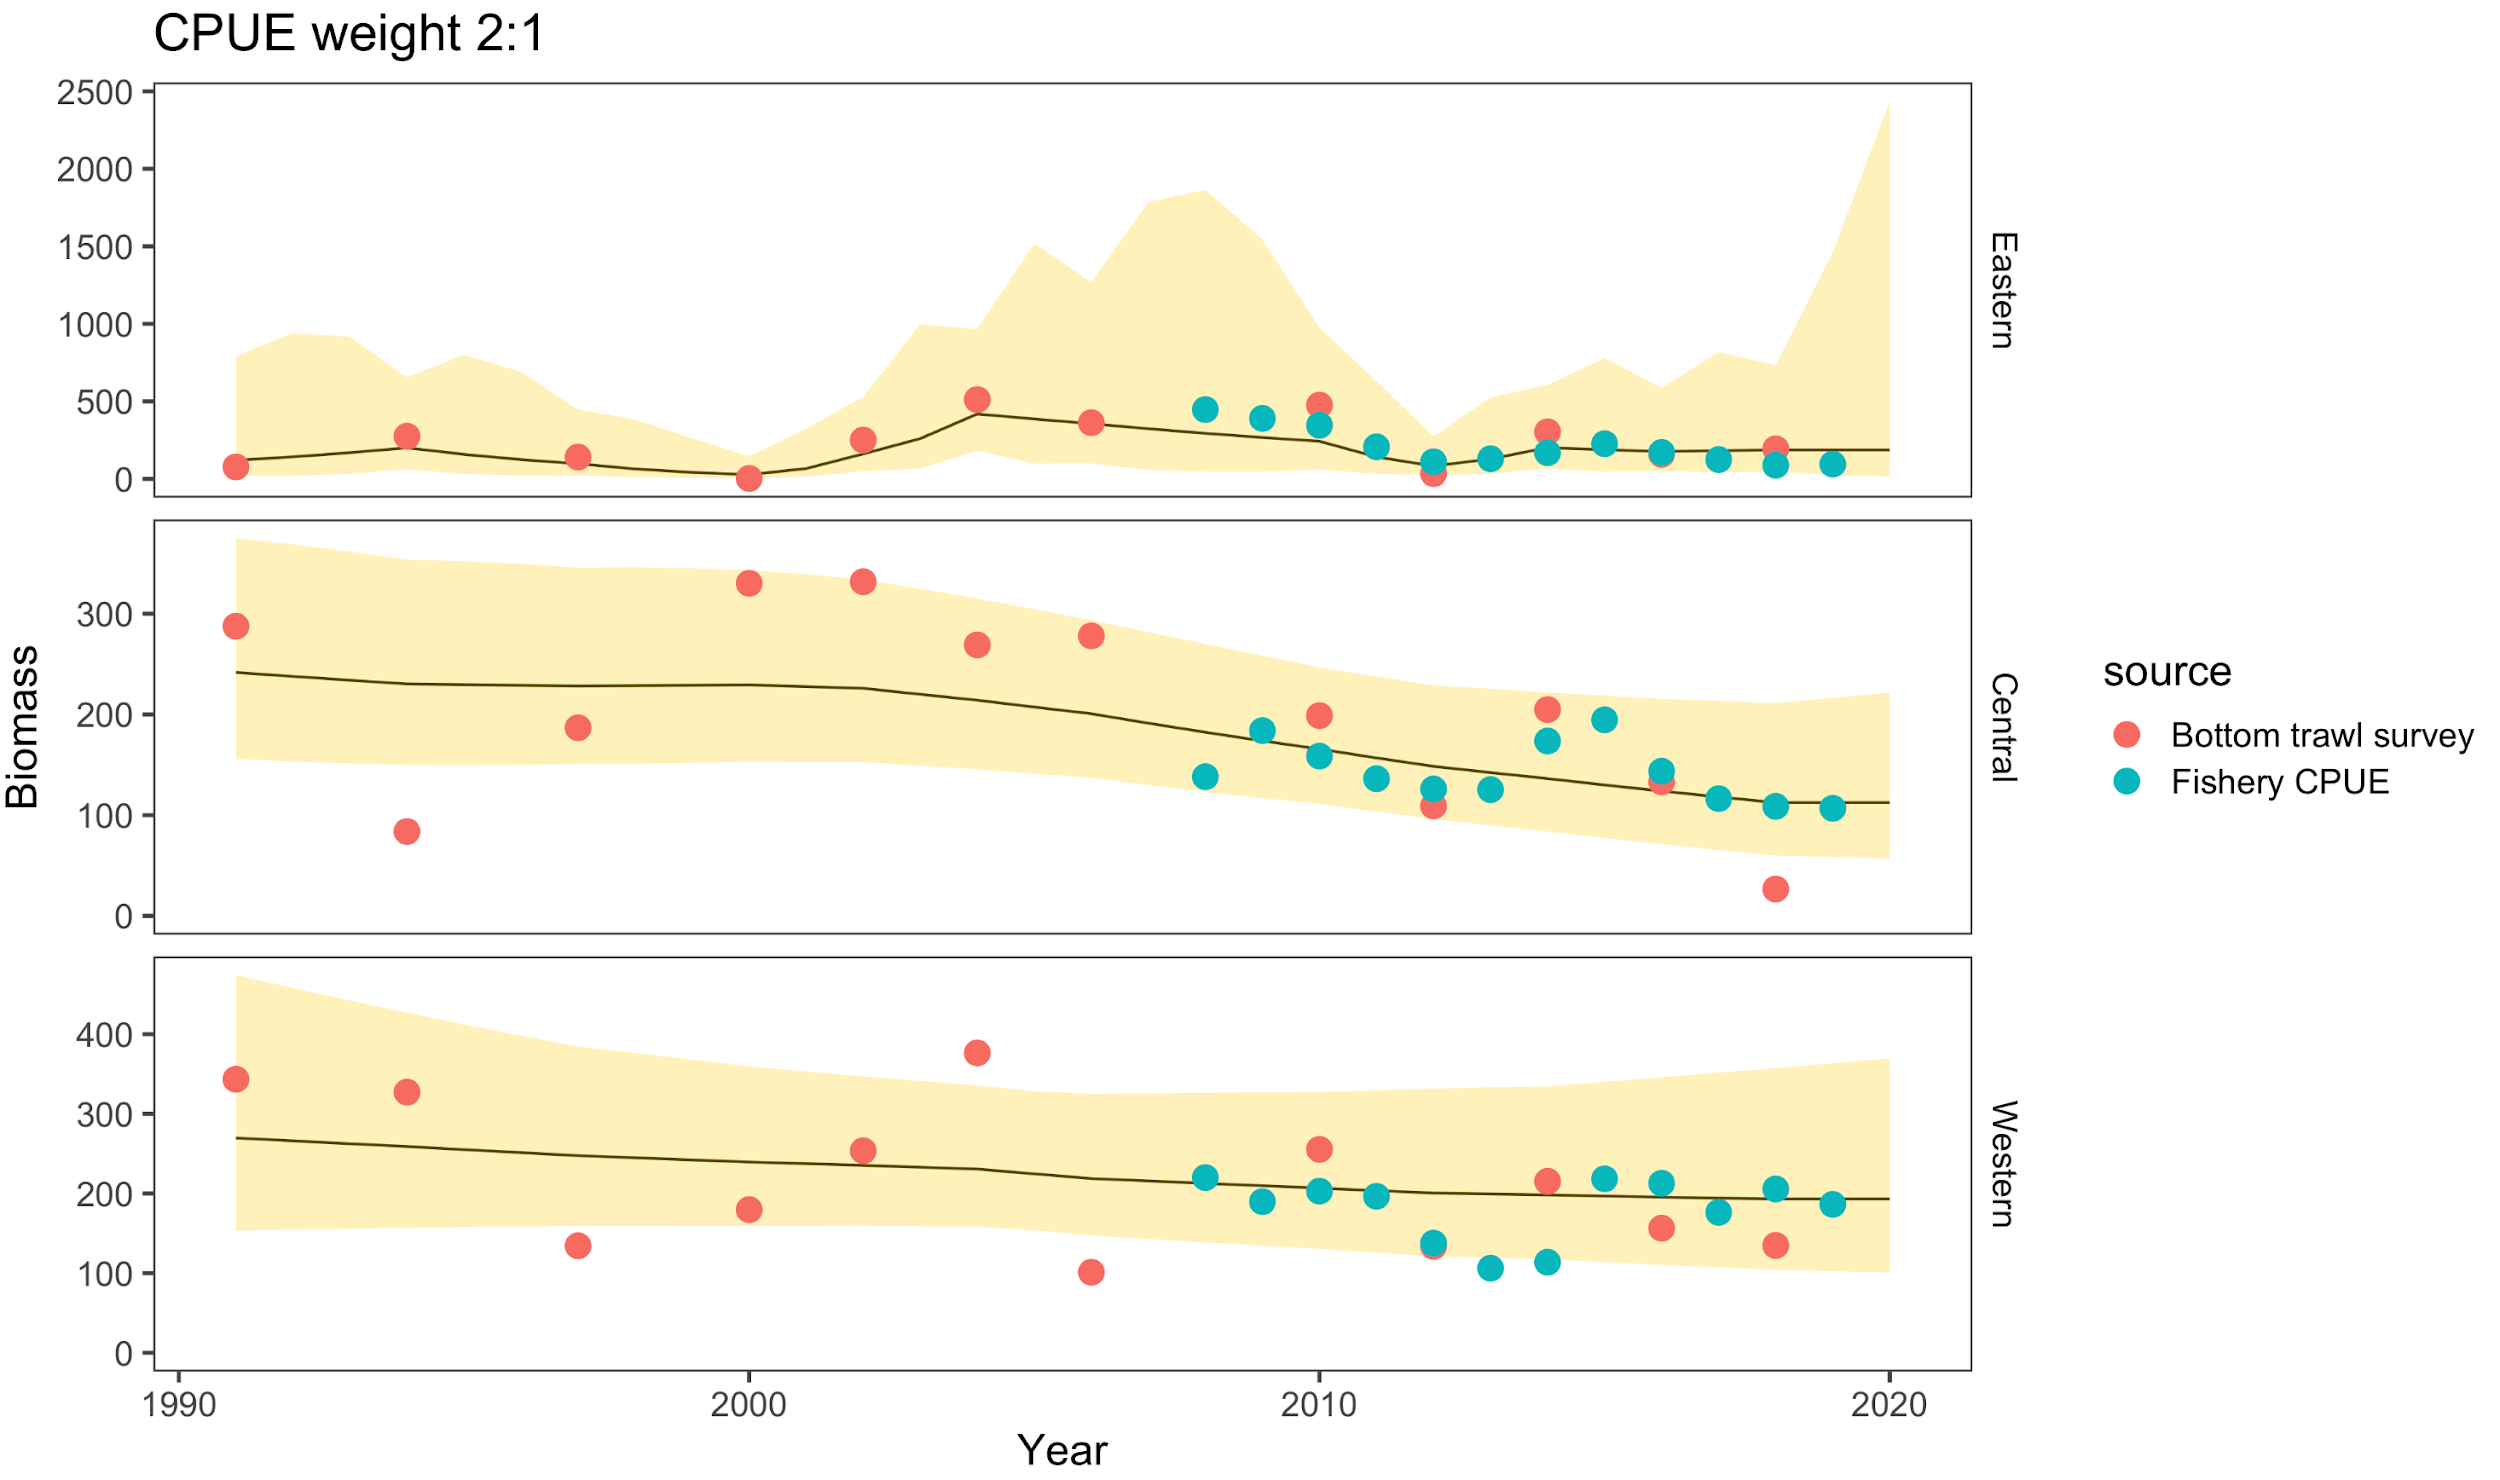 CPUE weight 2:1
2500
2000
1500
1000
500
0
Eastern
300
200
100
0
Central
400
300
200
100
0
Western
1990 2000 2010 2020
Year
Biomass
source
Bottom trawl survey
Fishery CPUE